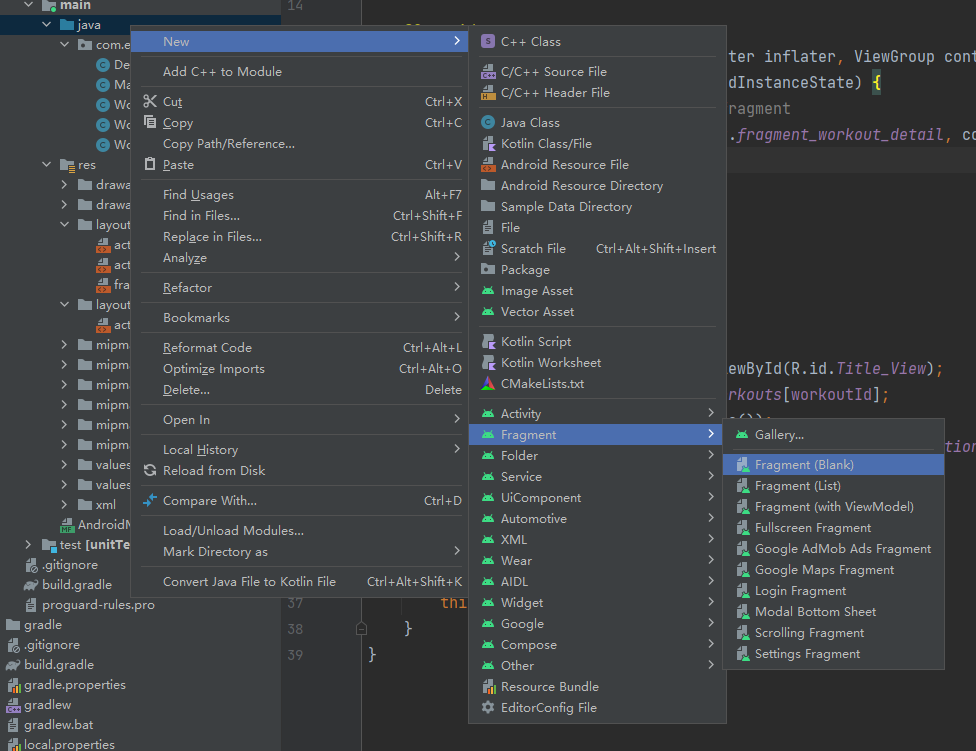 main
java
com.e
De
Ma
Wo
Wo
Wo
res
drawa
drawa
layout
act
act
fra
layout
act
mipm
mipm
mipm
mipm
mipm
mipm
values
values
xml
AndroidM
test [unitTe
.gitignore
build.gradle
proguard-rules.pro
gradle
.gitignore
build.gradle
gradle.properties
gradlew
gradlew.bat
local.properties
New
Add C++ to Module
Cut Ctrl+X
Copy Ctrl+C
Copy Path/Reference...
Paste Ctrl+V
Find Usages Alt+F7
Find in Files... Ctrl+Shift+F
Replace in Files... Ctrl+Shift+R
Analyze
Refactor
Bookmarks
Reformat Code Ctrl+Alt+L
Optimize Imports Ctrl+Alt+O
Delete... Delete
Open In
Local History
Reload from Disk
Compare With... Ctrl+D
Load/Unload Modules...
Mark Directory as
Convert Java File to Kotlin File Ctrl+Alt+Shift+K
C++ Class
C/C++ Source File
C/C++ Header File
Java Class
Kotlin Class/File
Android Resource File
Android Resource Directory
Sample Data Directory
File
Scratch File Ctrl+Alt+Shift+Insert
Package
Image Asset
Vector Asset
Kotlin Script
Kotlin Worksheet
CMakeLists.txt
Activity
Fragment
Folder
Service
UiComponent
Automotive
XML
Wear
AIDL
Widget
Google
Compose
Other
Resource Bundle
EditorConfig File
Gallery...
Fragment (Blank)
Fragment (List)
Fragment (with ViewModel)
Fullscreen Fragment
Google AdMob Ads Fragment
Google Maps Fragment
Login Fragment
Modal Bottom Sheet
Scrolling Fragment
Settings Fragment
14
ter inflater, ViewGroup cont
dInstanceState) {
ragment
.fragment_workout_detail, co
ewById(R.id.Title_View);
rkouts[workoutId];
tion
37 thi
38 }
39 }